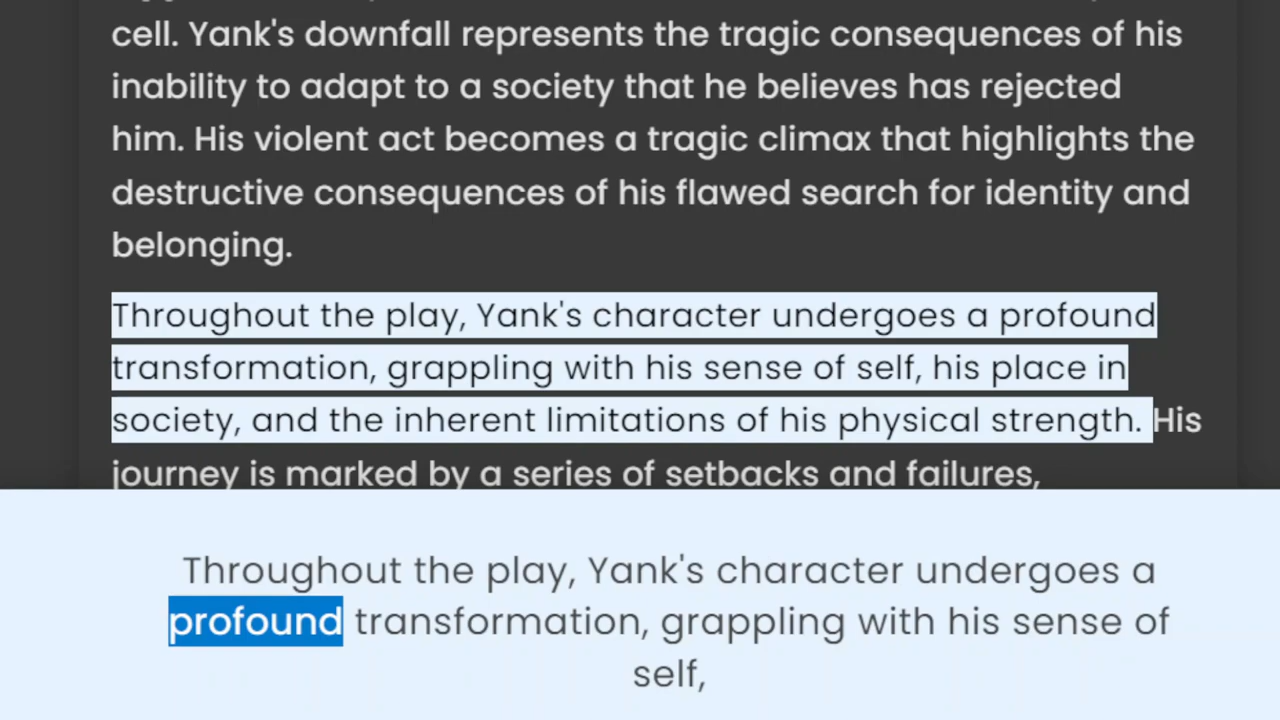 cell. Yank's downfall represents the tragic consequences of his
inability to adapt to a society that he believes has rejected
him. His violent act becomes a tragic climax that highlights the
destructive consequences of his flawed search for identity and
belonging.
Throughout the play, Yank's character undergoes a profound
transformation, grappling with his sense of self, his place in
society, and the inherent limitations of his physical strength. His
journey is marked by a series of setbacks and failures,
Throughout the play, Yank's character undergoes a
profound transformation, grappling with his sense of
self,